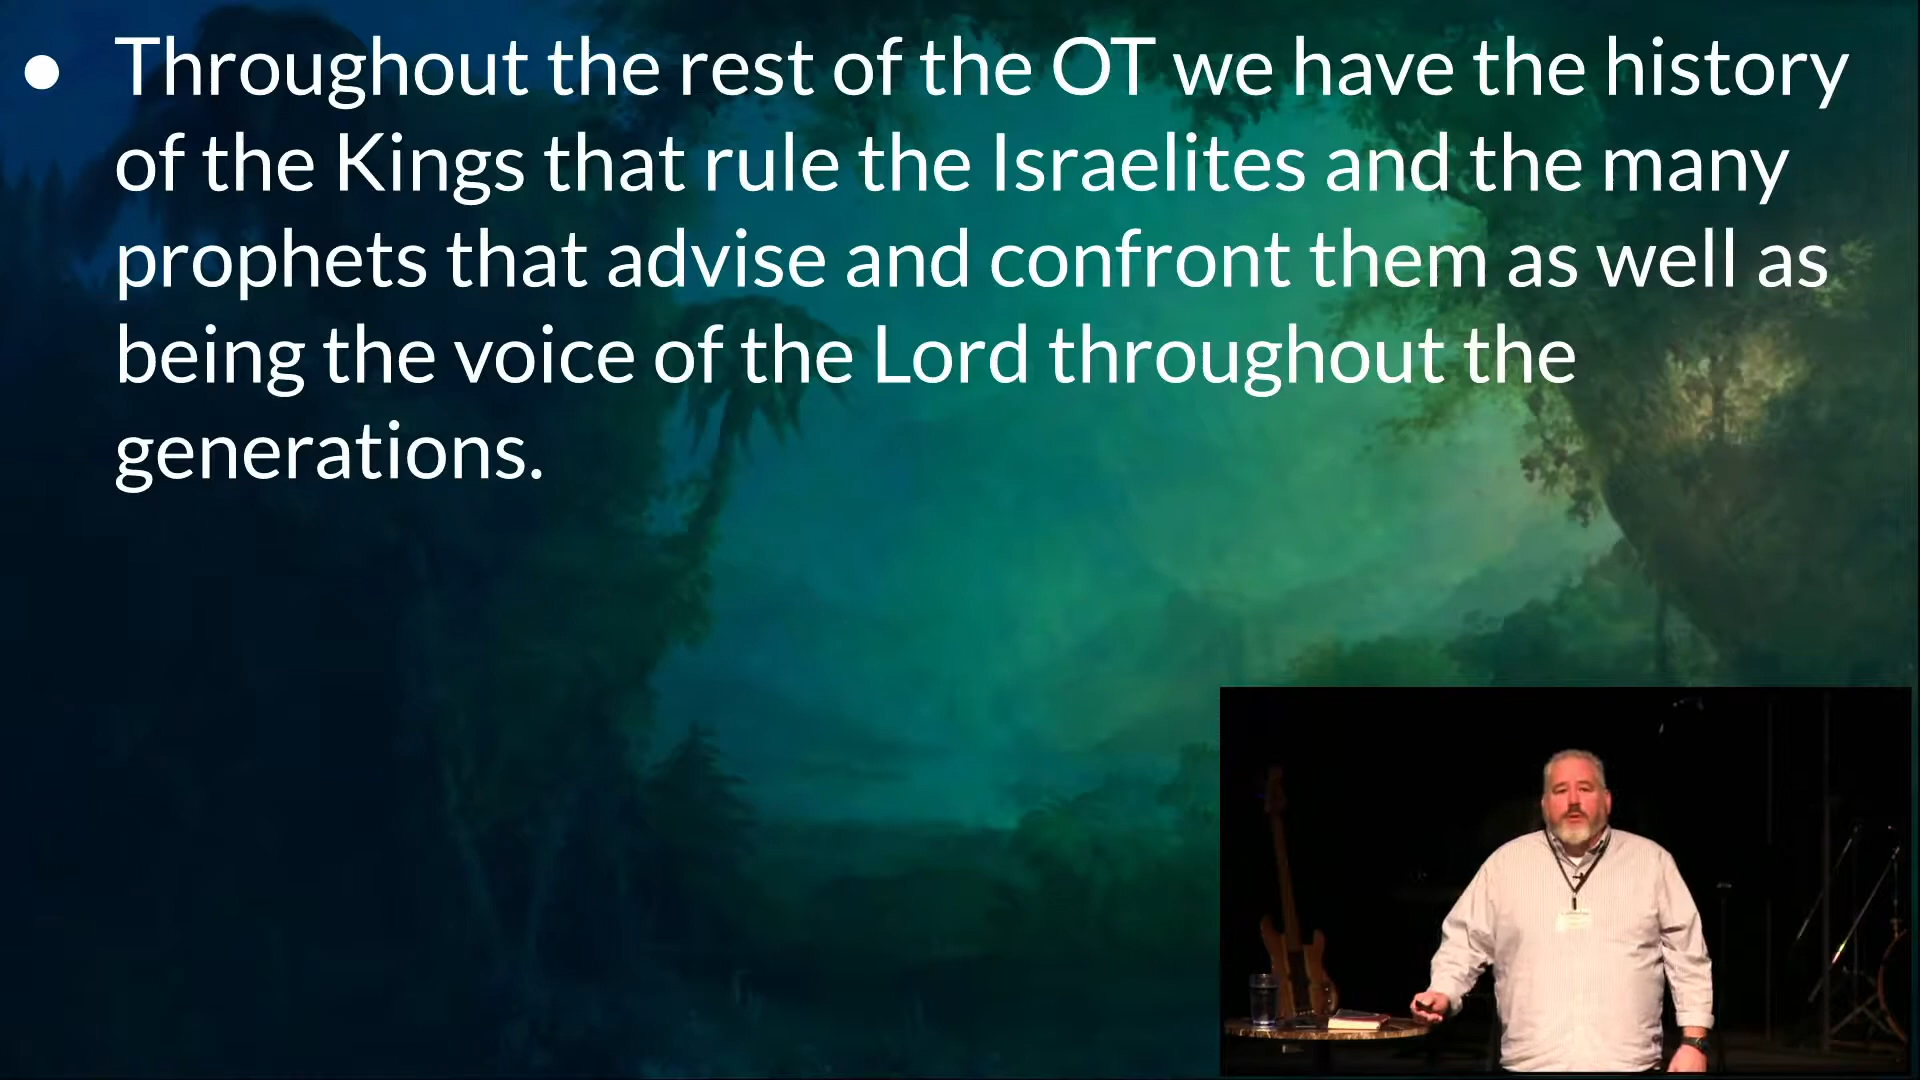 ● Throughout the rest of the OT we have the history
of the Kings that rule the Israelites and the many
prophets that advise and confront them as well as
being the voice of the Lord throughout the
generations.